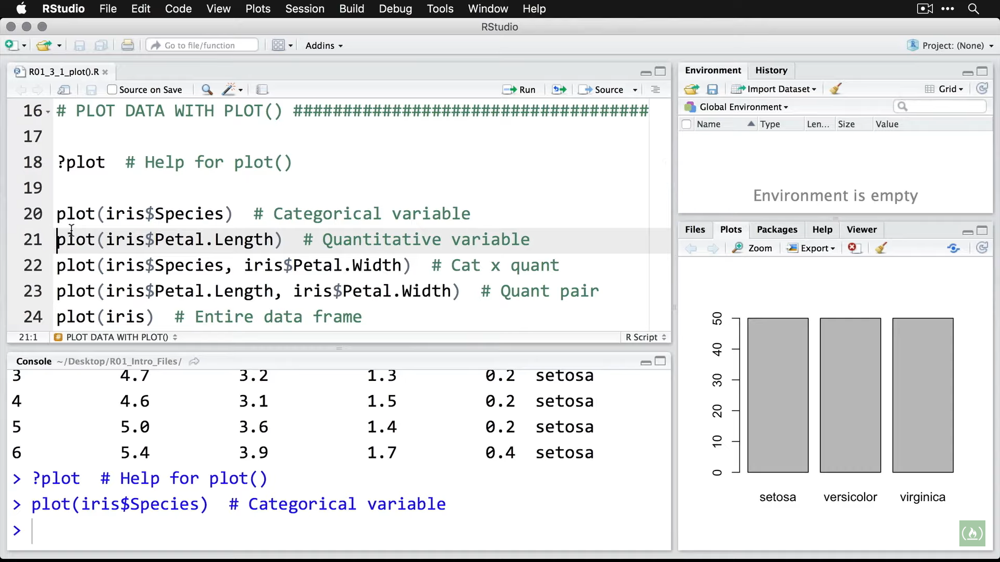 RStudio File Edit Code View Plots Session Build Debug Tools Window Help
RStudio
Go to file/function Addins Project: (None)
R01_3_1_plot().R
Source on Save Run Source
16 # PLOT DATA WITH PLOT() ####################################
17
18 ?plot  # Help for plot()
19
20 plot(iris$Species)  # Categorical variable
21 plot(iris$Petal.Length)  # Quantitative variable
22 plot(iris$Species, iris$Petal.Width)  # Cat x quant
23 plot(iris$Petal.Length, iris$Petal.Width)  # Quant pair
24 plot(iris)  # Entire data frame
21:1 # PLOT DATA WITH PLOT() R Script
Console ~/Desktop/R01_Intro_Files/
3 4.7 3.2 1.3 0.2 setosa
4 4.6 3.1 1.5 0.2 setosa
5 5.0 3.6 1.4 0.2 setosa
6 5.4 3.9 1.7 0.4 setosa
> ?plot  # Help for plot()
> plot(iris$Species)  # Categorical variable
>
Environment History
Import Dataset Grid
Global Environment
Name Type Len... Size Value
Environment is empty
Files Plots Packages Help Viewer
Zoom Export
50
40
30
20
10
0
setosa versicolor virginica